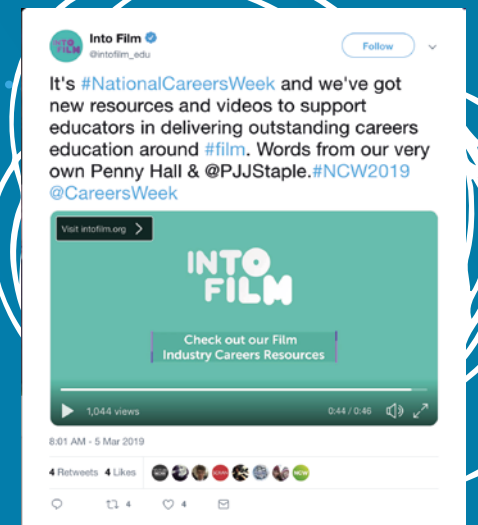 Into Film
@intofilm_edu
Follow
It's #NationalCareersWeek and we've got
new resources and videos to support
educators in delivering outstanding careers
education around #film. Words from our very
own Penny Hall & @PJJStaple.#NCW2019
@CareersWeek
Visit intofilm.org
INTO
FILM
Check out our Film
Industry Careers Resources
1,044 views 0:44 / 0:46
8:01 AM - 5 Mar 2019
4 Retweets 4 Likes
4 4